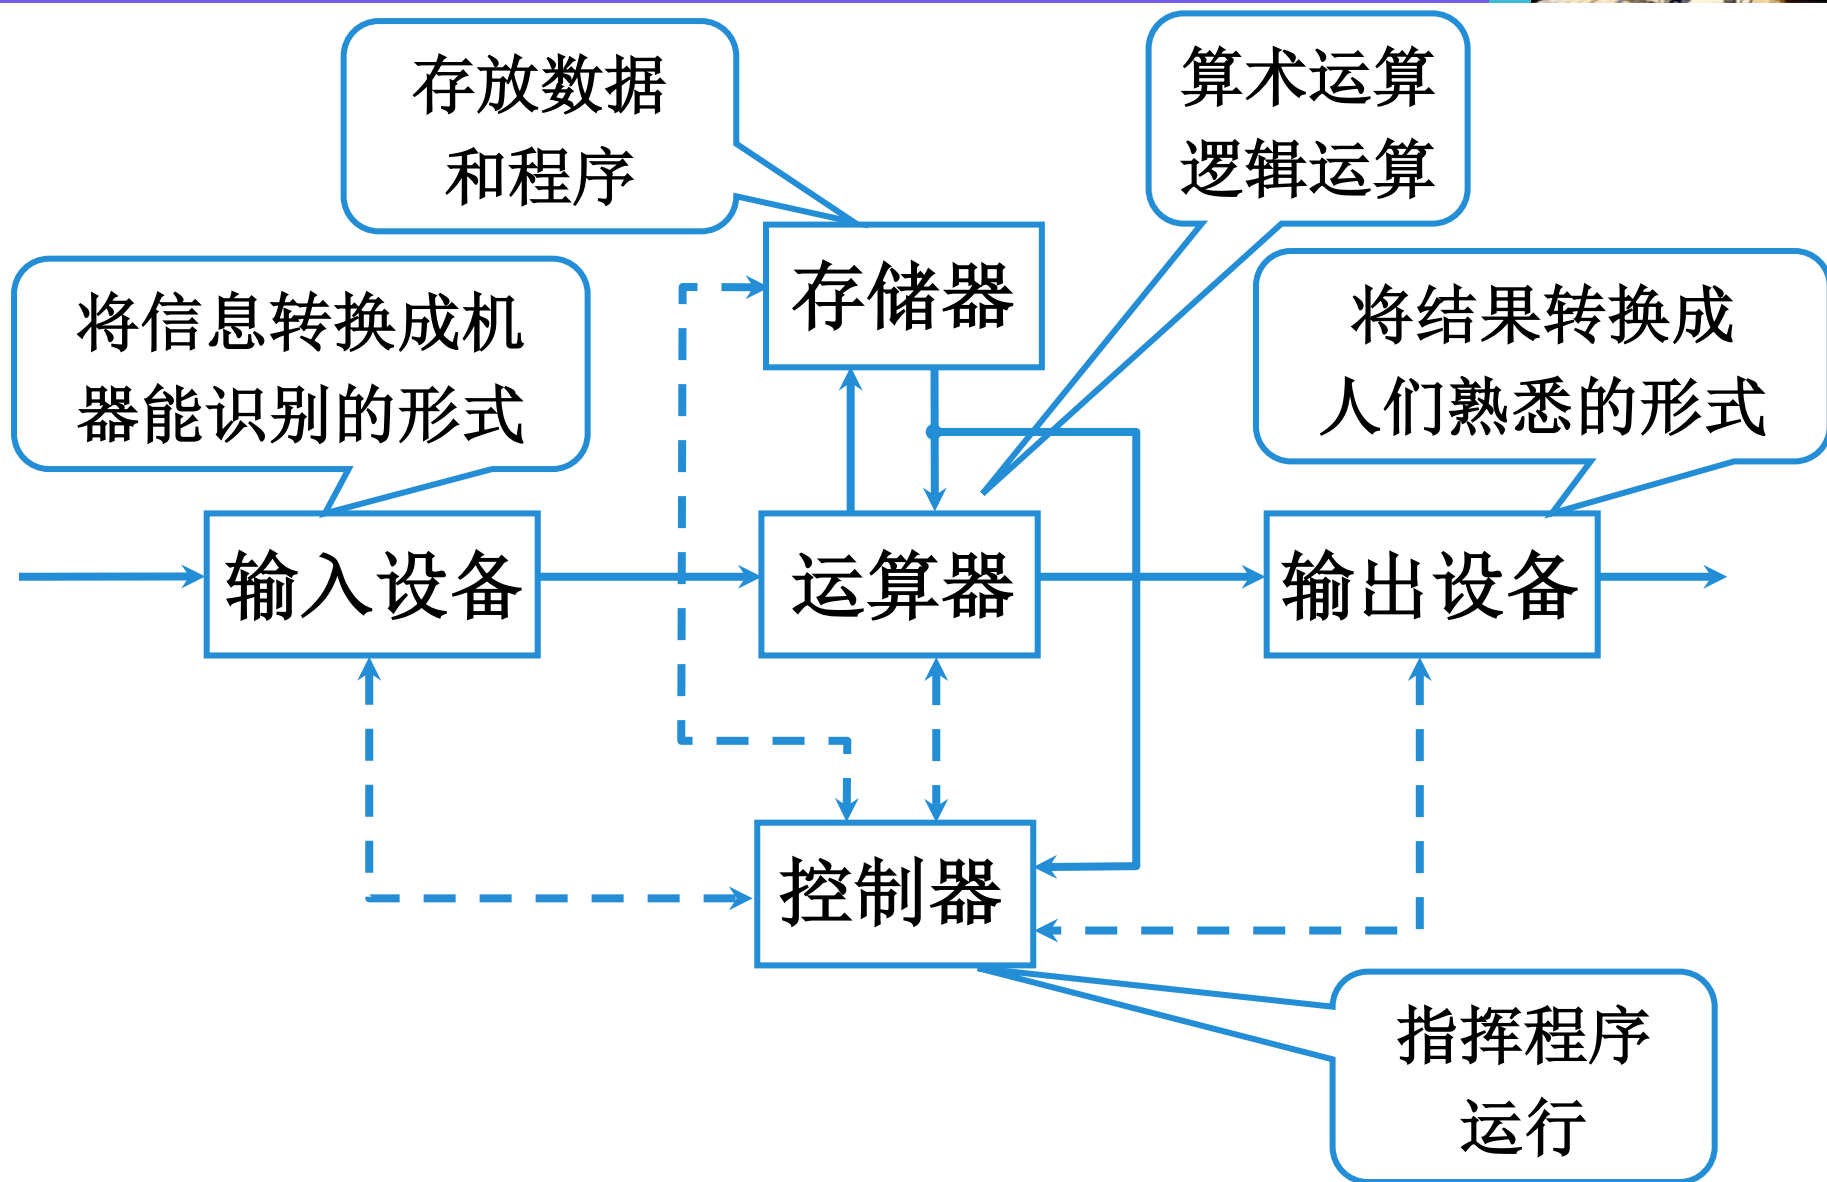 存放数据
和程序
算术运算
逻辑运算
将信息转换成机
器能识别的形式
存储器
将结果转换成
人们熟悉的形式
输入设备
运算器
输出设备
控制器
指挥程序
运行